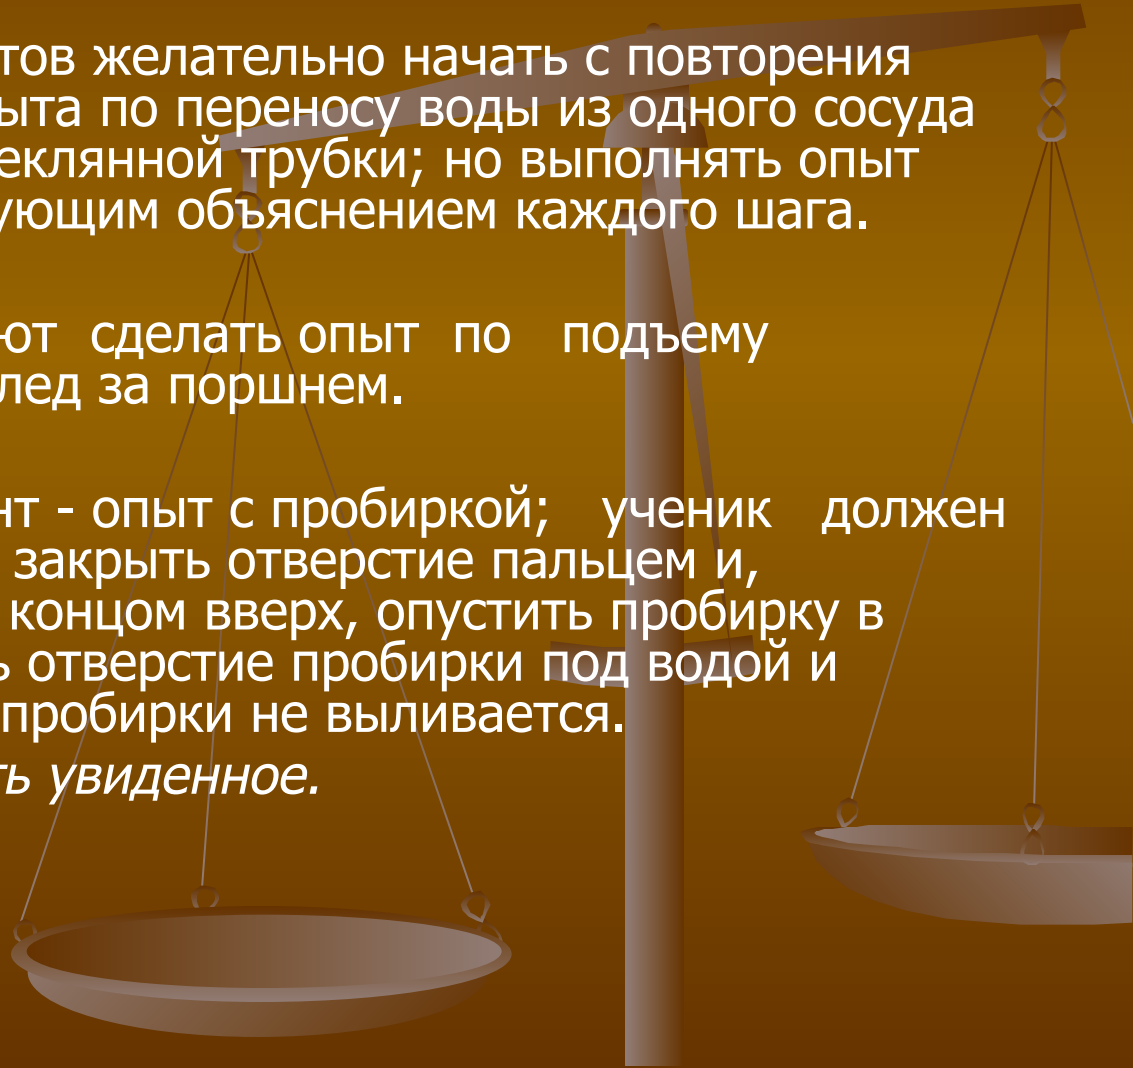 тов желательно начать с повторения
ыта по переносу воды из одного сосуда
еклянной трубки; но выполнять опыт
ующим объяснением каждого шага.
ют сделать опыт по подъему
лед за поршнем.
нт - опыт с пробиркой; ученик должен
закрыть отверстие пальцем и,
концом вверх, опустить пробирку в
ь отверстие пробирки под водой и
пробирки не выливается.
ть увиденное.